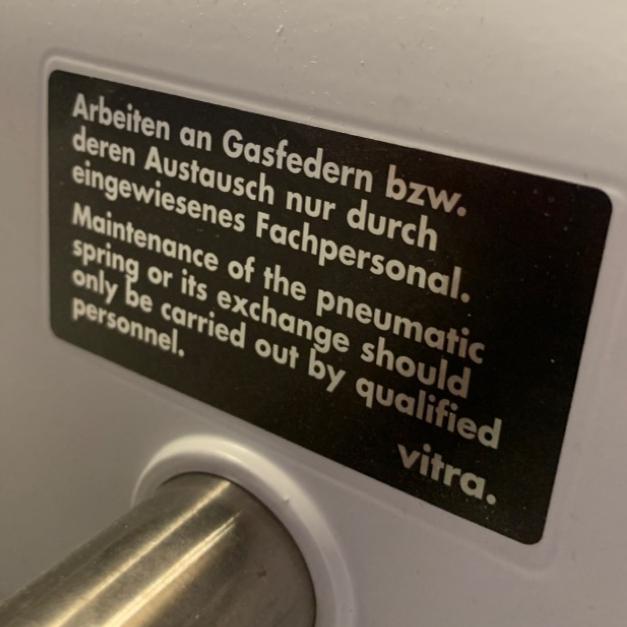 Arbeiten an Gasfedern bzw.
deren Austausch nur durch
eingewiesenes Fachpersonal.
Maintenance of the pneumatic
spring or its exchange should
only be carried out by qualified
personnel.
vitra.